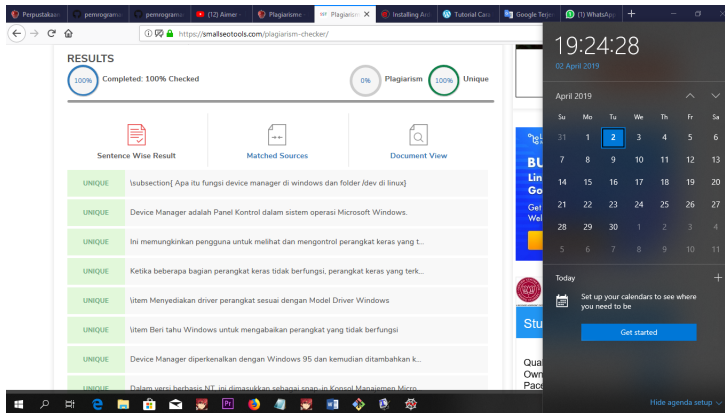 Perpustakaa
pemrograma
pemrograma
(12) Aimer -
Plagiarisme
Plagiarism
Installing An
Tutorial Cara
Google Terje
(1) WhatsApp
https://smallseotools.com/plagiarism-checker/
RESULTS
100%
Completed: 100% Checked
0%
Plagiarism
100%
Unique
Sentence Wise Result
Matched Sources
Document View
UNIQUE \subsection{ Apa itu fungsi device manager di windows dan folder /dev di linux}
UNIQUE Device Manager adalah Panel Kontrol dalam sistem operasi Microsoft Windows.
UNIQUE Ini memungkinkan pengguna untuk melihat dan mengontrol perangkat keras yang t...
UNIQUE Ketika beberapa bagian perangkat keras tidak berfungsi, perangkat keras yang terk...
UNIQUE \item Menyediakan driver perangkat sesuai dengan Model Driver Windows
UNIQUE \item Beri tahu Windows untuk mengabaikan perangkat yang tidak berfungsi
UNIQUE Device Manager diperkenalkan dengan Windows 95 dan kemudian ditambahkan k...
UNIQUE Dalam versi berbasis NT, ini dimasukkan sebagai snap-in Konsol Manajemen Micro...
BU
Lin
Go
Get
Wel
Stu
Qual
Own
Pace
19:24:28
02 April 2019
April 2019
Su Mo Tu We Th Fr Sa
31 1 2 3 4 5 6
7 8 9 10 11 12 13
14 15 16 17 18 19 20
21 22 23 24 25 26 27
28 29 30 1 2 3 4
5 6 7 8 9 10 11
Today
Set up your calendars to see where
you need to be
Get started
Hide agenda setup